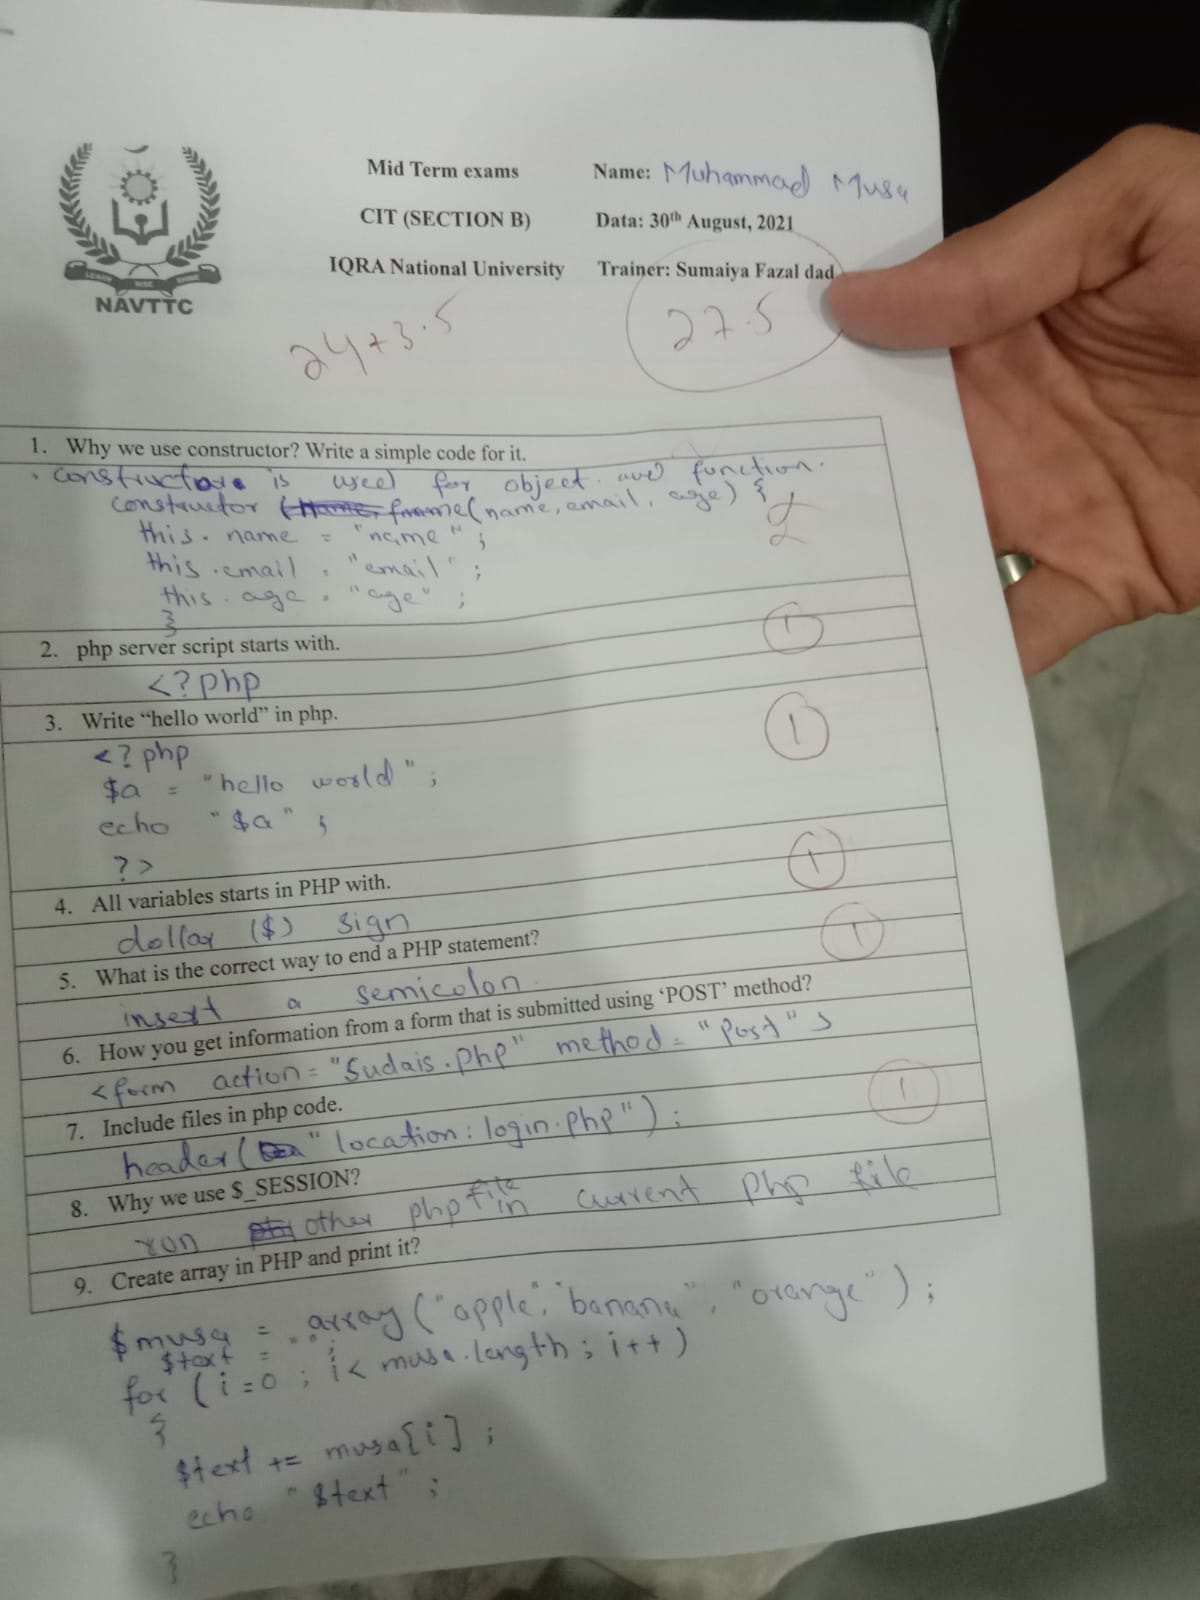 Mid Term exams
Name: Muhammad Musa
CIT (SECTION B)
Data: 30th August, 2021
IQRA National University
Trainer: Sumaiya Fazal dad
NAVTTC
24+3.5
27.5
1. Why we use constructor? Write a simple code for it.
constructor is used for object and function.
constructor fname(name, email, age) {
this.name = "name";
this.email = "email";
this.age = "age";
}
2
2. php server script starts with.
1
<?php
3. Write “hello world” in php.
1
<?php
$a = "hello world";
echo "$a";
?>
4. All variables starts in PHP with.
1
dollar ($) sign
5. What is the correct way to end a PHP statement?
1
insert a semicolon
6. How you get information from a form that is submitted using ‘POST’ method?
<form action="Sudais.php" method="Post">
7. Include files in php code.
1
header("location:login.php");
8. Why we use $_SESSION?
run other php file in current php file
9. Create array in PHP and print it?
$musa = array("apple", "banana", "orange");
$text = "";
for (i=0; i< musa.length; i++)
{
$text += musa[i];
echo "$text";
}